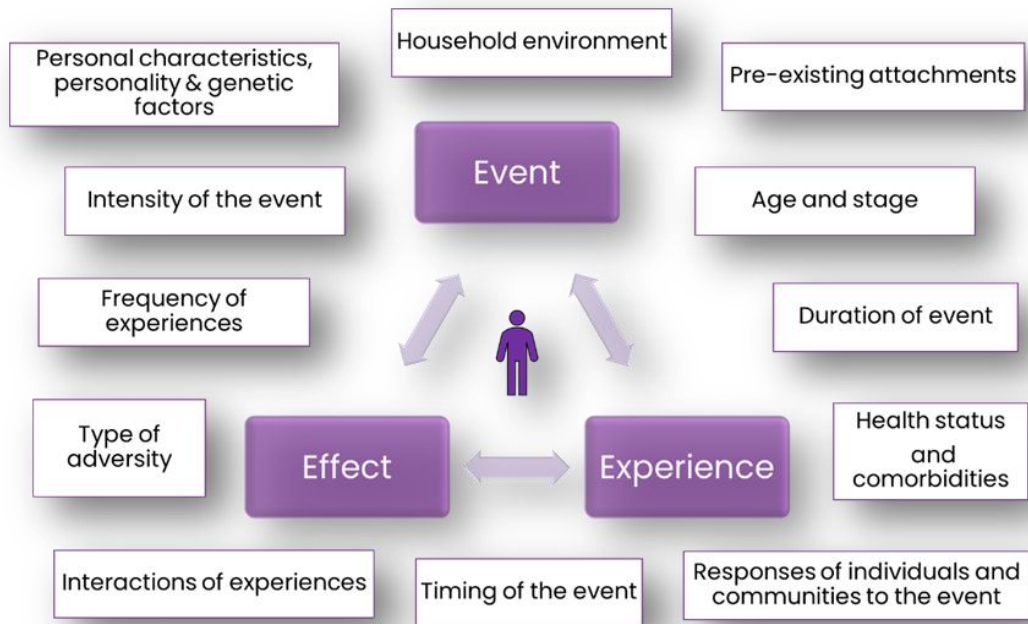 Household environment
Personal characteristics,
personality & genetic
factors
Pre-existing attachments
Event
Intensity of the event
Age and stage
Frequency of
experiences
Duration of event
Type of
adversity
Effect
Experience
Health status
and
comorbidities
Interactions of experiences
Timing of the event
Responses of individuals and
communities to the event